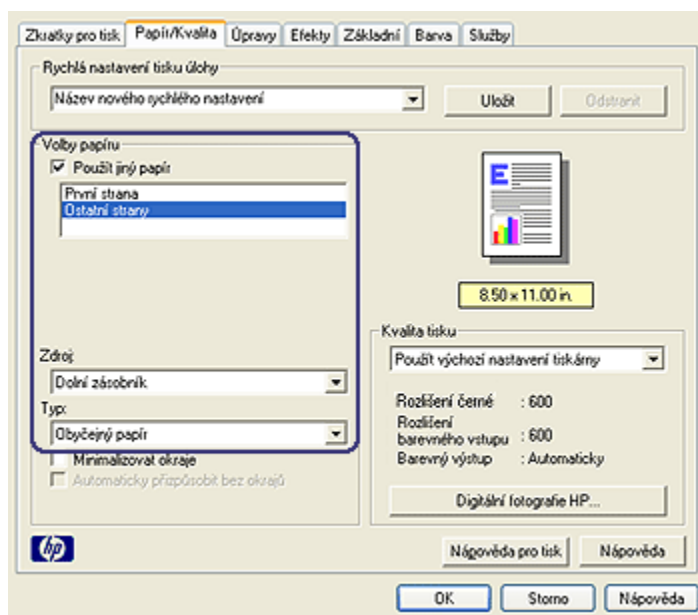 Zkratky pro tisk Papír/Kvalita Úpravy Efekty Základní Barva Služby
Rychlá nastavení tisku úlohy
Název nového rychlého nastavení Uložit Odstranit
Volby papíru
Použít jiný papír
První strana
Ostatní strany
E
8.50 x 11.00 in.
Zdroj:
Dolní zásobník
Typ:
Obyčejný papír
Minimalizovat okraje
Automaticky přizpůsobit bez okrajů
Kvalita tisku
Použít výchozí nastavení tiskárny
Rozlišení černé : 600
Rozlišení
barevného vstupu : 600
Barevný výstup : Automaticky
Digitální fotografie HP...
hp
Nápověda pro tisk Nápověda
OK Storno Nápověda